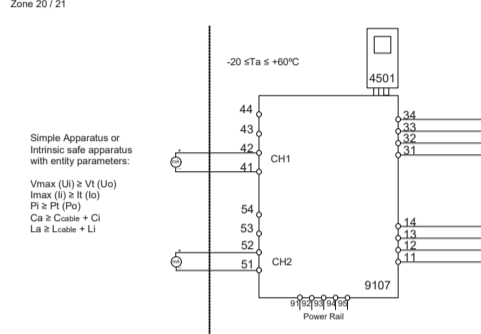 Zone 20 / 21
-20 ≤Ta ≤ +60ºC
4501
44
43
42
41
CH1
34
33
32
31
Simple Apparatus or
Intrinsic safe apparatus
with entity parameters:
Vmax (Ui) ≥ Vt (Uo)
Imax (Ii) ≥ It (Io)
Pi ≥ Pt (Po)
Ca ≥ Ccable + Ci
La ≥ Lcable + Li
+
mA
54
53
52
51
CH2
14
13
12
11
+
mA
9107
91 92 93 94 95
Power Rail